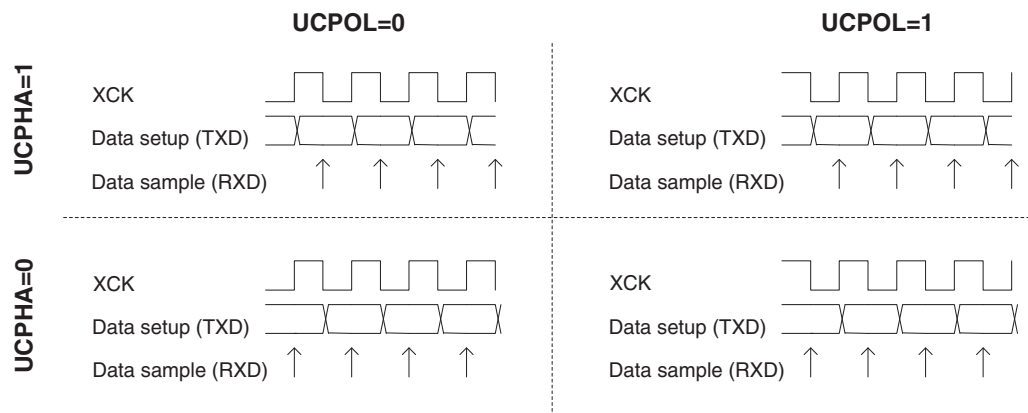 UCPOL=0
UCPOL=1
UCPHA=1
XCK
Data setup (TXD)
Data sample (RXD)
XCK
Data setup (TXD)
Data sample (RXD)
UCPHA=0
XCK
Data setup (TXD)
Data sample (RXD)
XCK
Data setup (TXD)
Data sample (RXD)